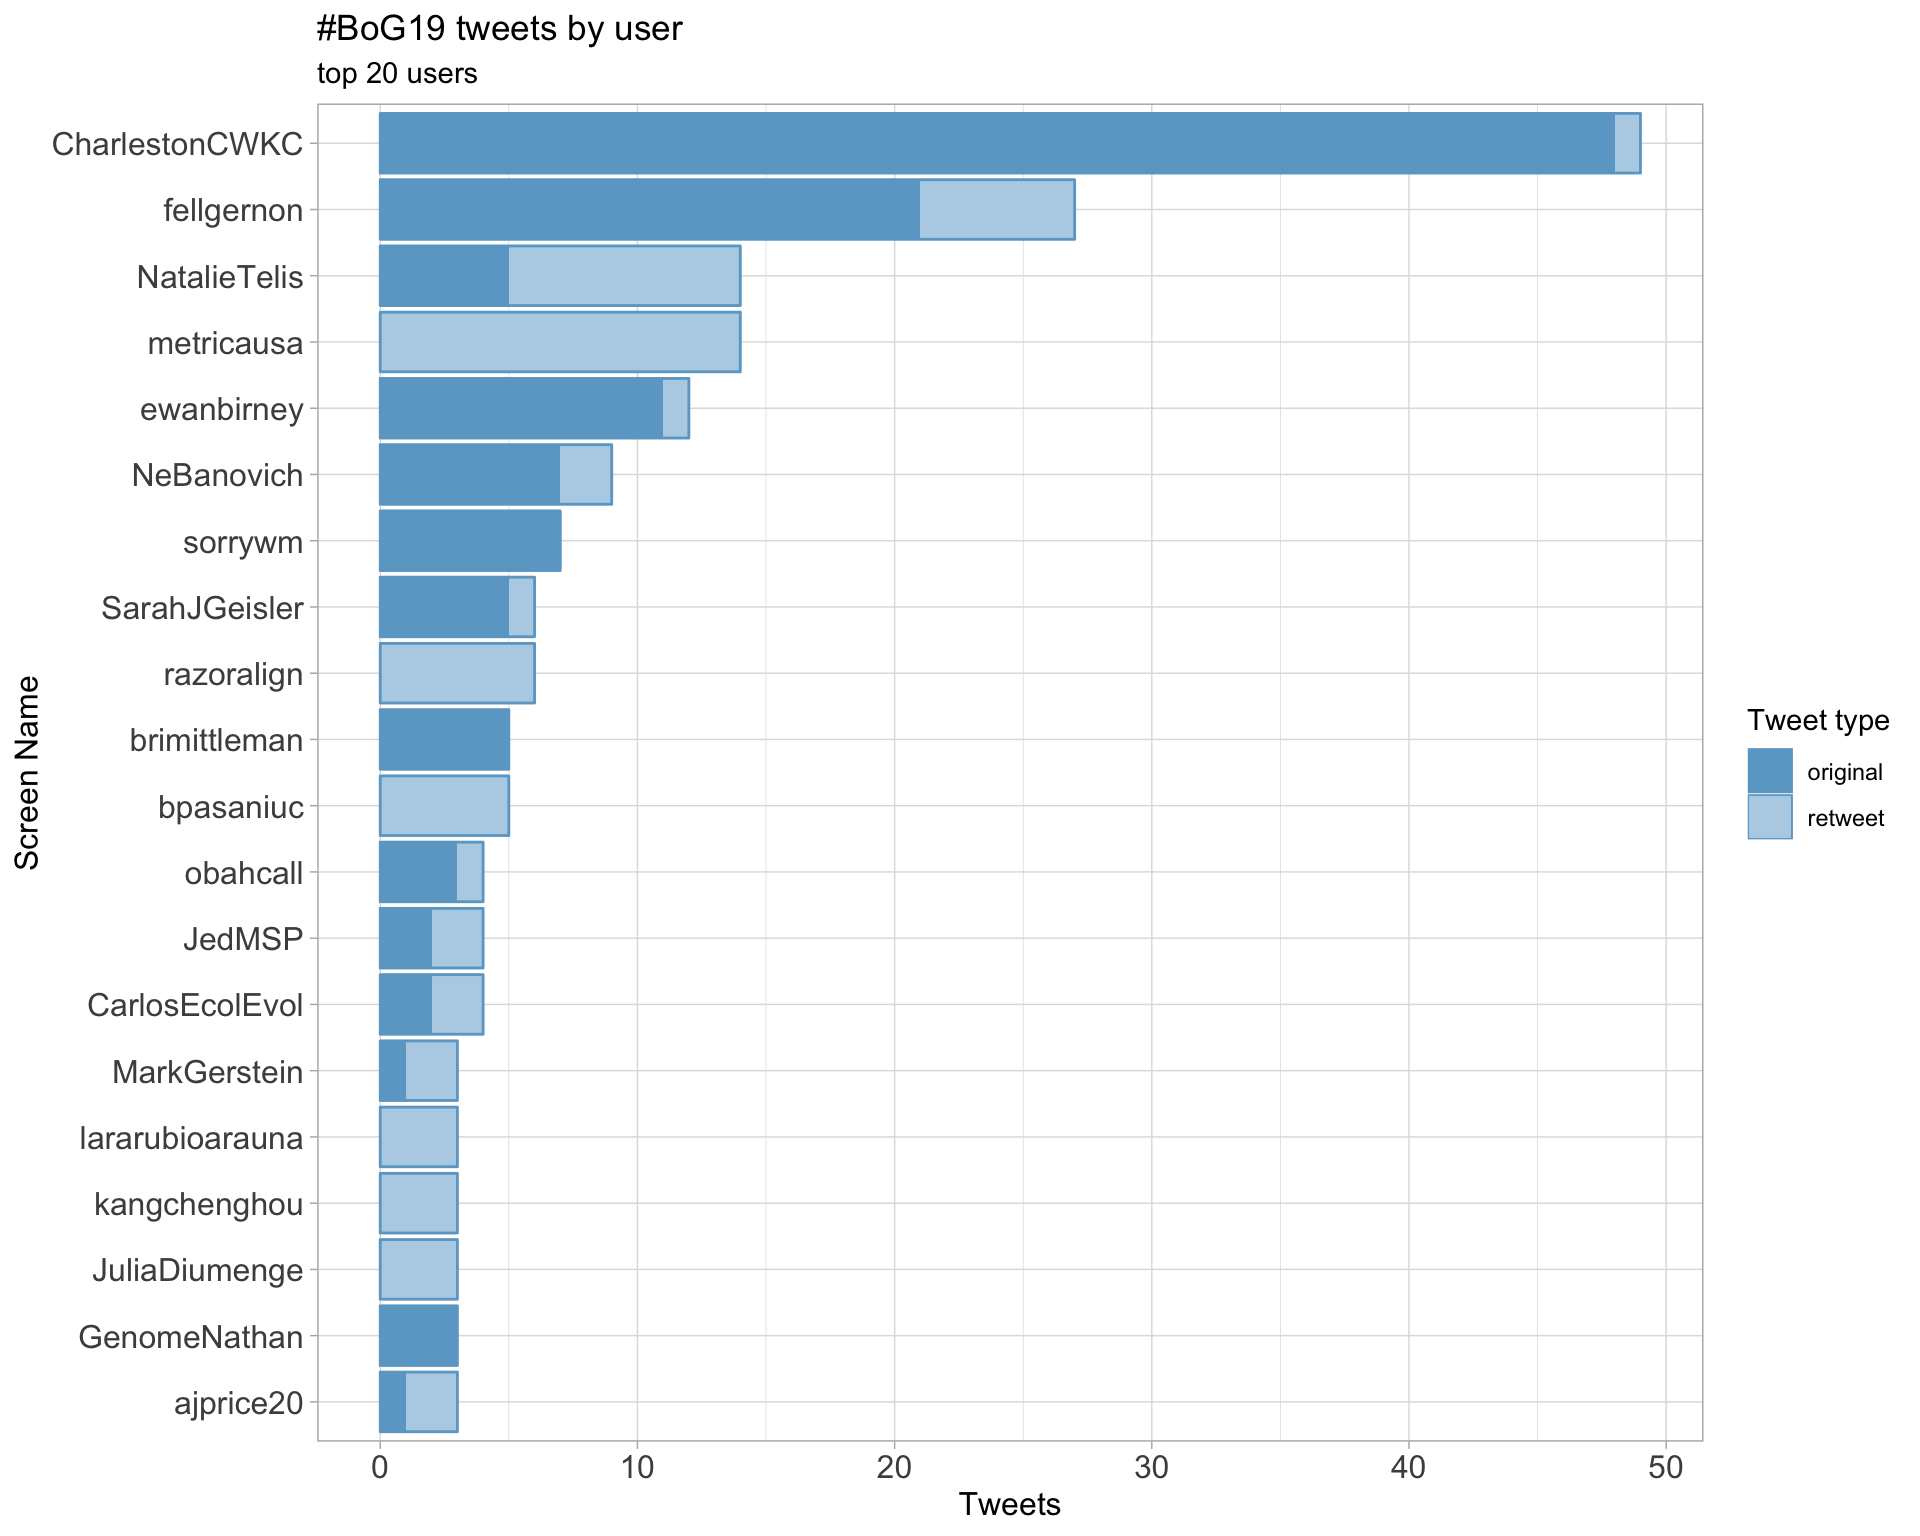 #BoG19 tweets by user
top 20 users
CharlestonCWKC
fellgernon
NatalieTelis
metricausa
ewanbirney
NeBanovich
sorrywm
SarahJGeisler
razoralign
brimittleman
bpasaniuc
obahcall
JedMSP
CarlosEcolEvol
MarkGerstein
lararubioarauna
kangchenghou
JuliaDiumenge
GenomeNathan
ajprice20
Screen Name
0 10 20 30 40 50
Tweets
Tweet type
original
retweet